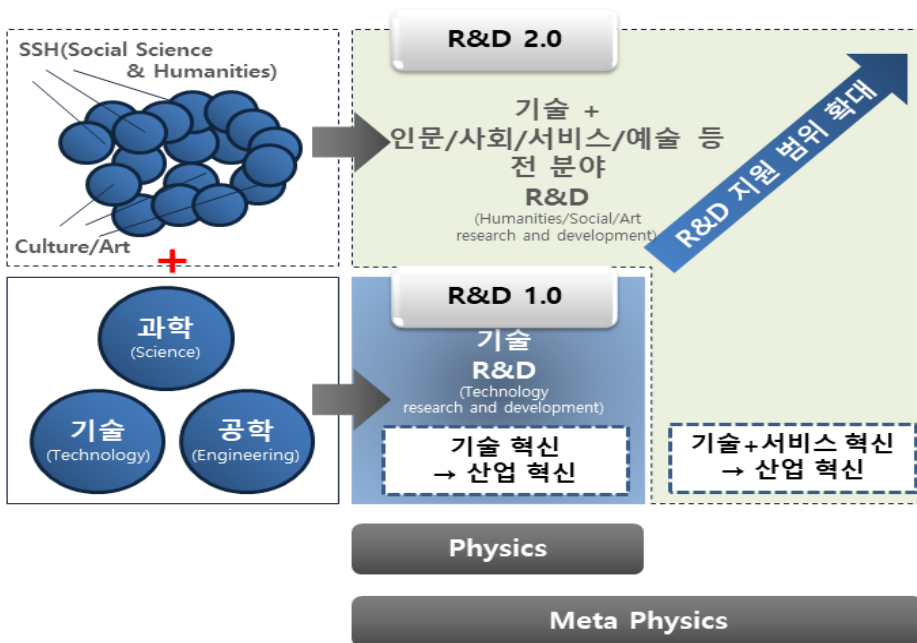 SSH(Social Science
& Humanities)
Culture/Art
R&D 2.0
기술 +
인문/사회/서비스/예술 등
전 분야
R&D
(Humanities/Social/Art
research and development)
R&D 지원 범위 확대
+
과학
(Science)
기술
(Technology)
공학
(Engineering)
R&D 1.0
기술
R&D
(Technology
research and development)
기술 혁신
→ 산업 혁신
기술+서비스 혁신
→ 산업 혁신
Physics
Meta Physics